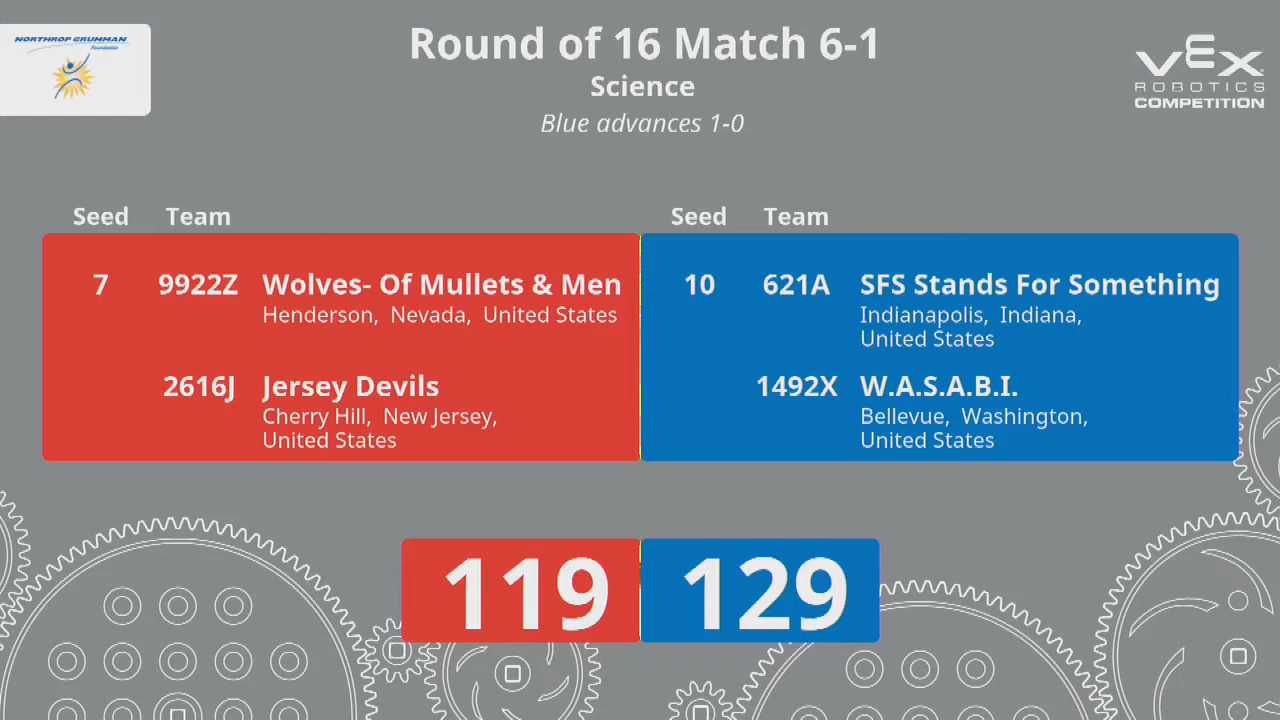 NORTHROP GRUMMAN
Foundation
Round of 16 Match 6-1
Science
Blue advances 1-0
VEX
ROBOTICS
COMPETITION
Seed Team
Seed Team
7 9922Z Wolves- Of Mullets & Men
Henderson, Nevada, United States
2616J Jersey Devils
Cherry Hill, New Jersey,
United States
10 621A SFS Stands For Something
Indianapolis, Indiana,
United States
1492X W.A.S.A.B.I.
Bellevue, Washington,
United States
119
129